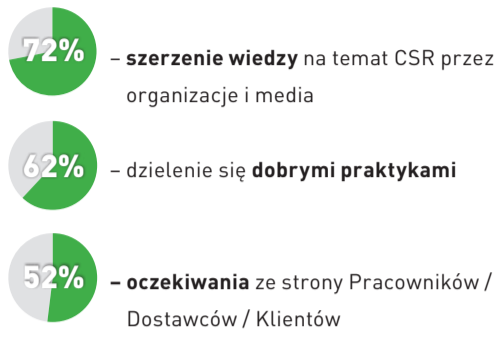 72%
– szerzenie wiedzy na temat CSR przez
organizacje i media
62%
– dzielenie się dobrymi praktykami
52%
– oczekiwania ze strony Pracowników /
Dostawców / Klientów